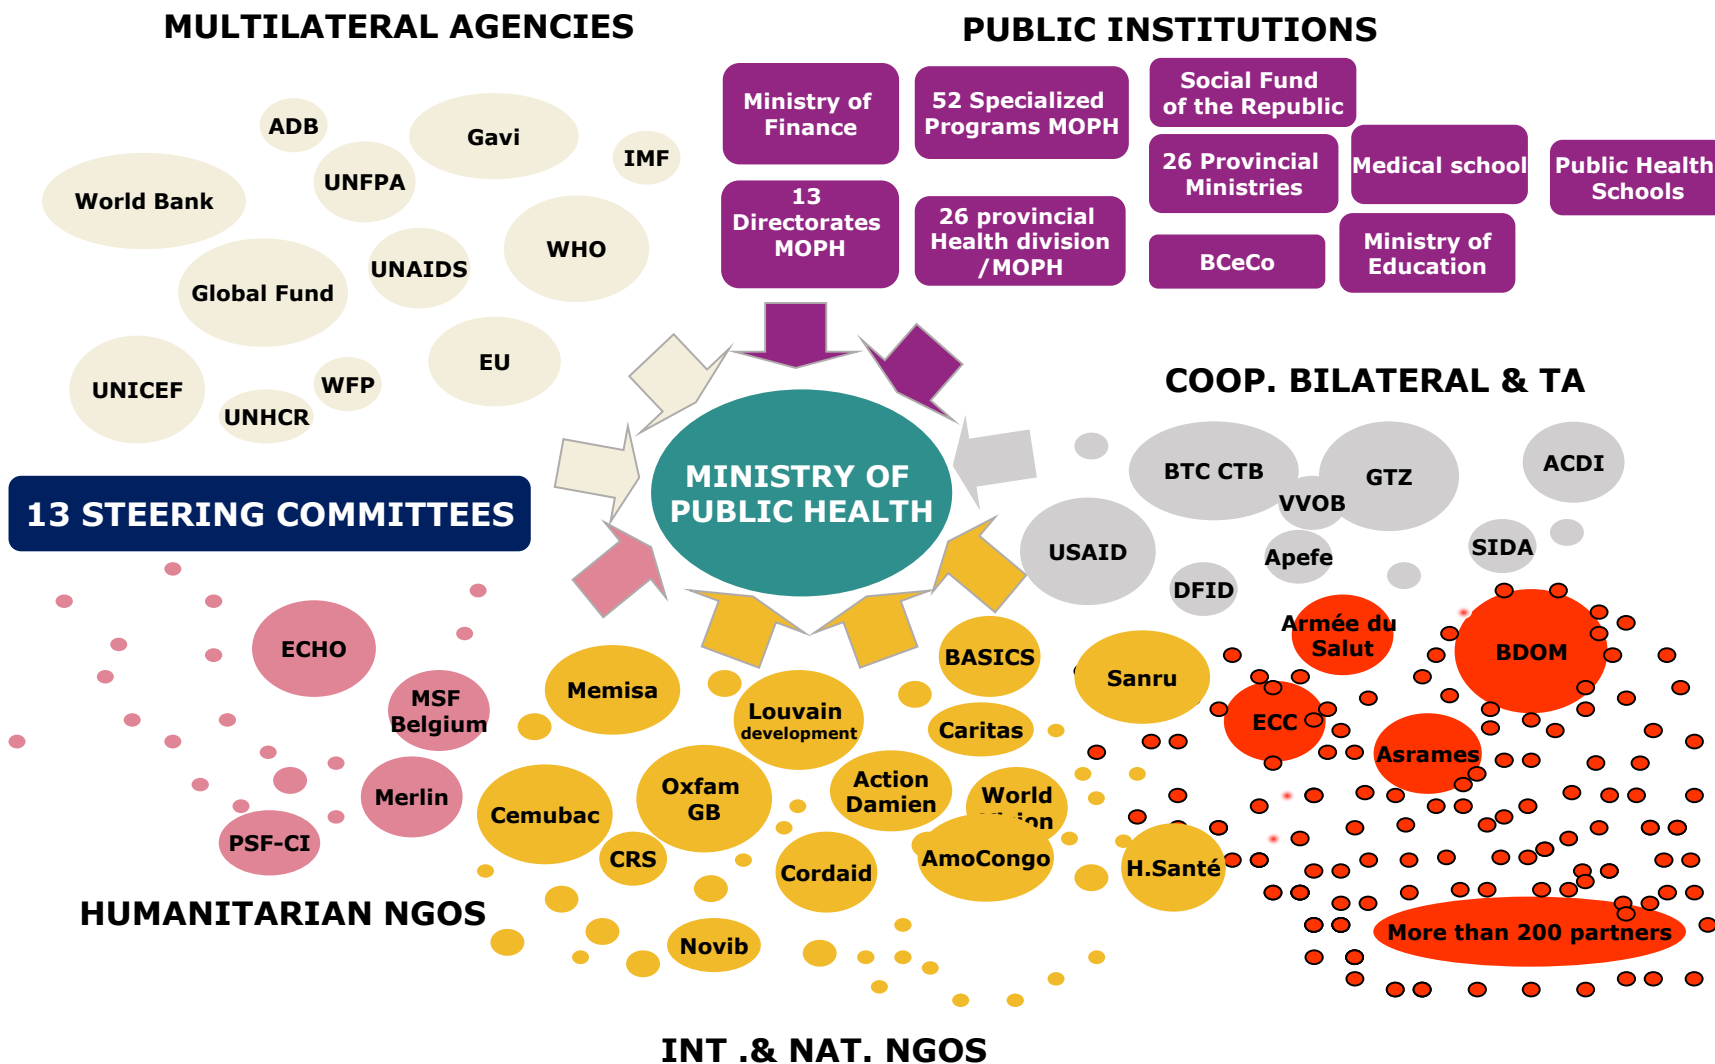 MULTILATERAL AGENCIES
ADB
Gavi
IMF
UNFPA
World Bank
WHO
UNAIDS
Global Fund
EU
UNICEF
WFP
UNHCR
PUBLIC INSTITUTIONS
Ministry of
Finance
52 Specialized
Programs MOPH
Social Fund
of the Republic
26 Provincial
Ministries
Medical school
Public Health
Schools
13
Directorates
MOPH
26 provincial
Health division
/MOPH
BCeCo
Ministry of
Education
MINISTRY OF
PUBLIC HEALTH
13 STEERING COMMITTEES
COOP. BILATERAL & TA
BTC CTB
GTZ
ACDI
VVOB
USAID
Apefe
SIDA
DFID
Armée du
Salut
BDOM
ECC
Asrames
More than 200 partners
ECHO
MSF
Belgium
Merlin
PSF-CI
HUMANITARIAN NGOS
BASICS
Sanru
Memisa
Louvain
development
Caritas
Oxfam
GB
Action
Damien
World
Vision
Cemubac
CRS
Cordaid
AmoCongo
H.Santé
Novib
INT .& NAT. NGOS